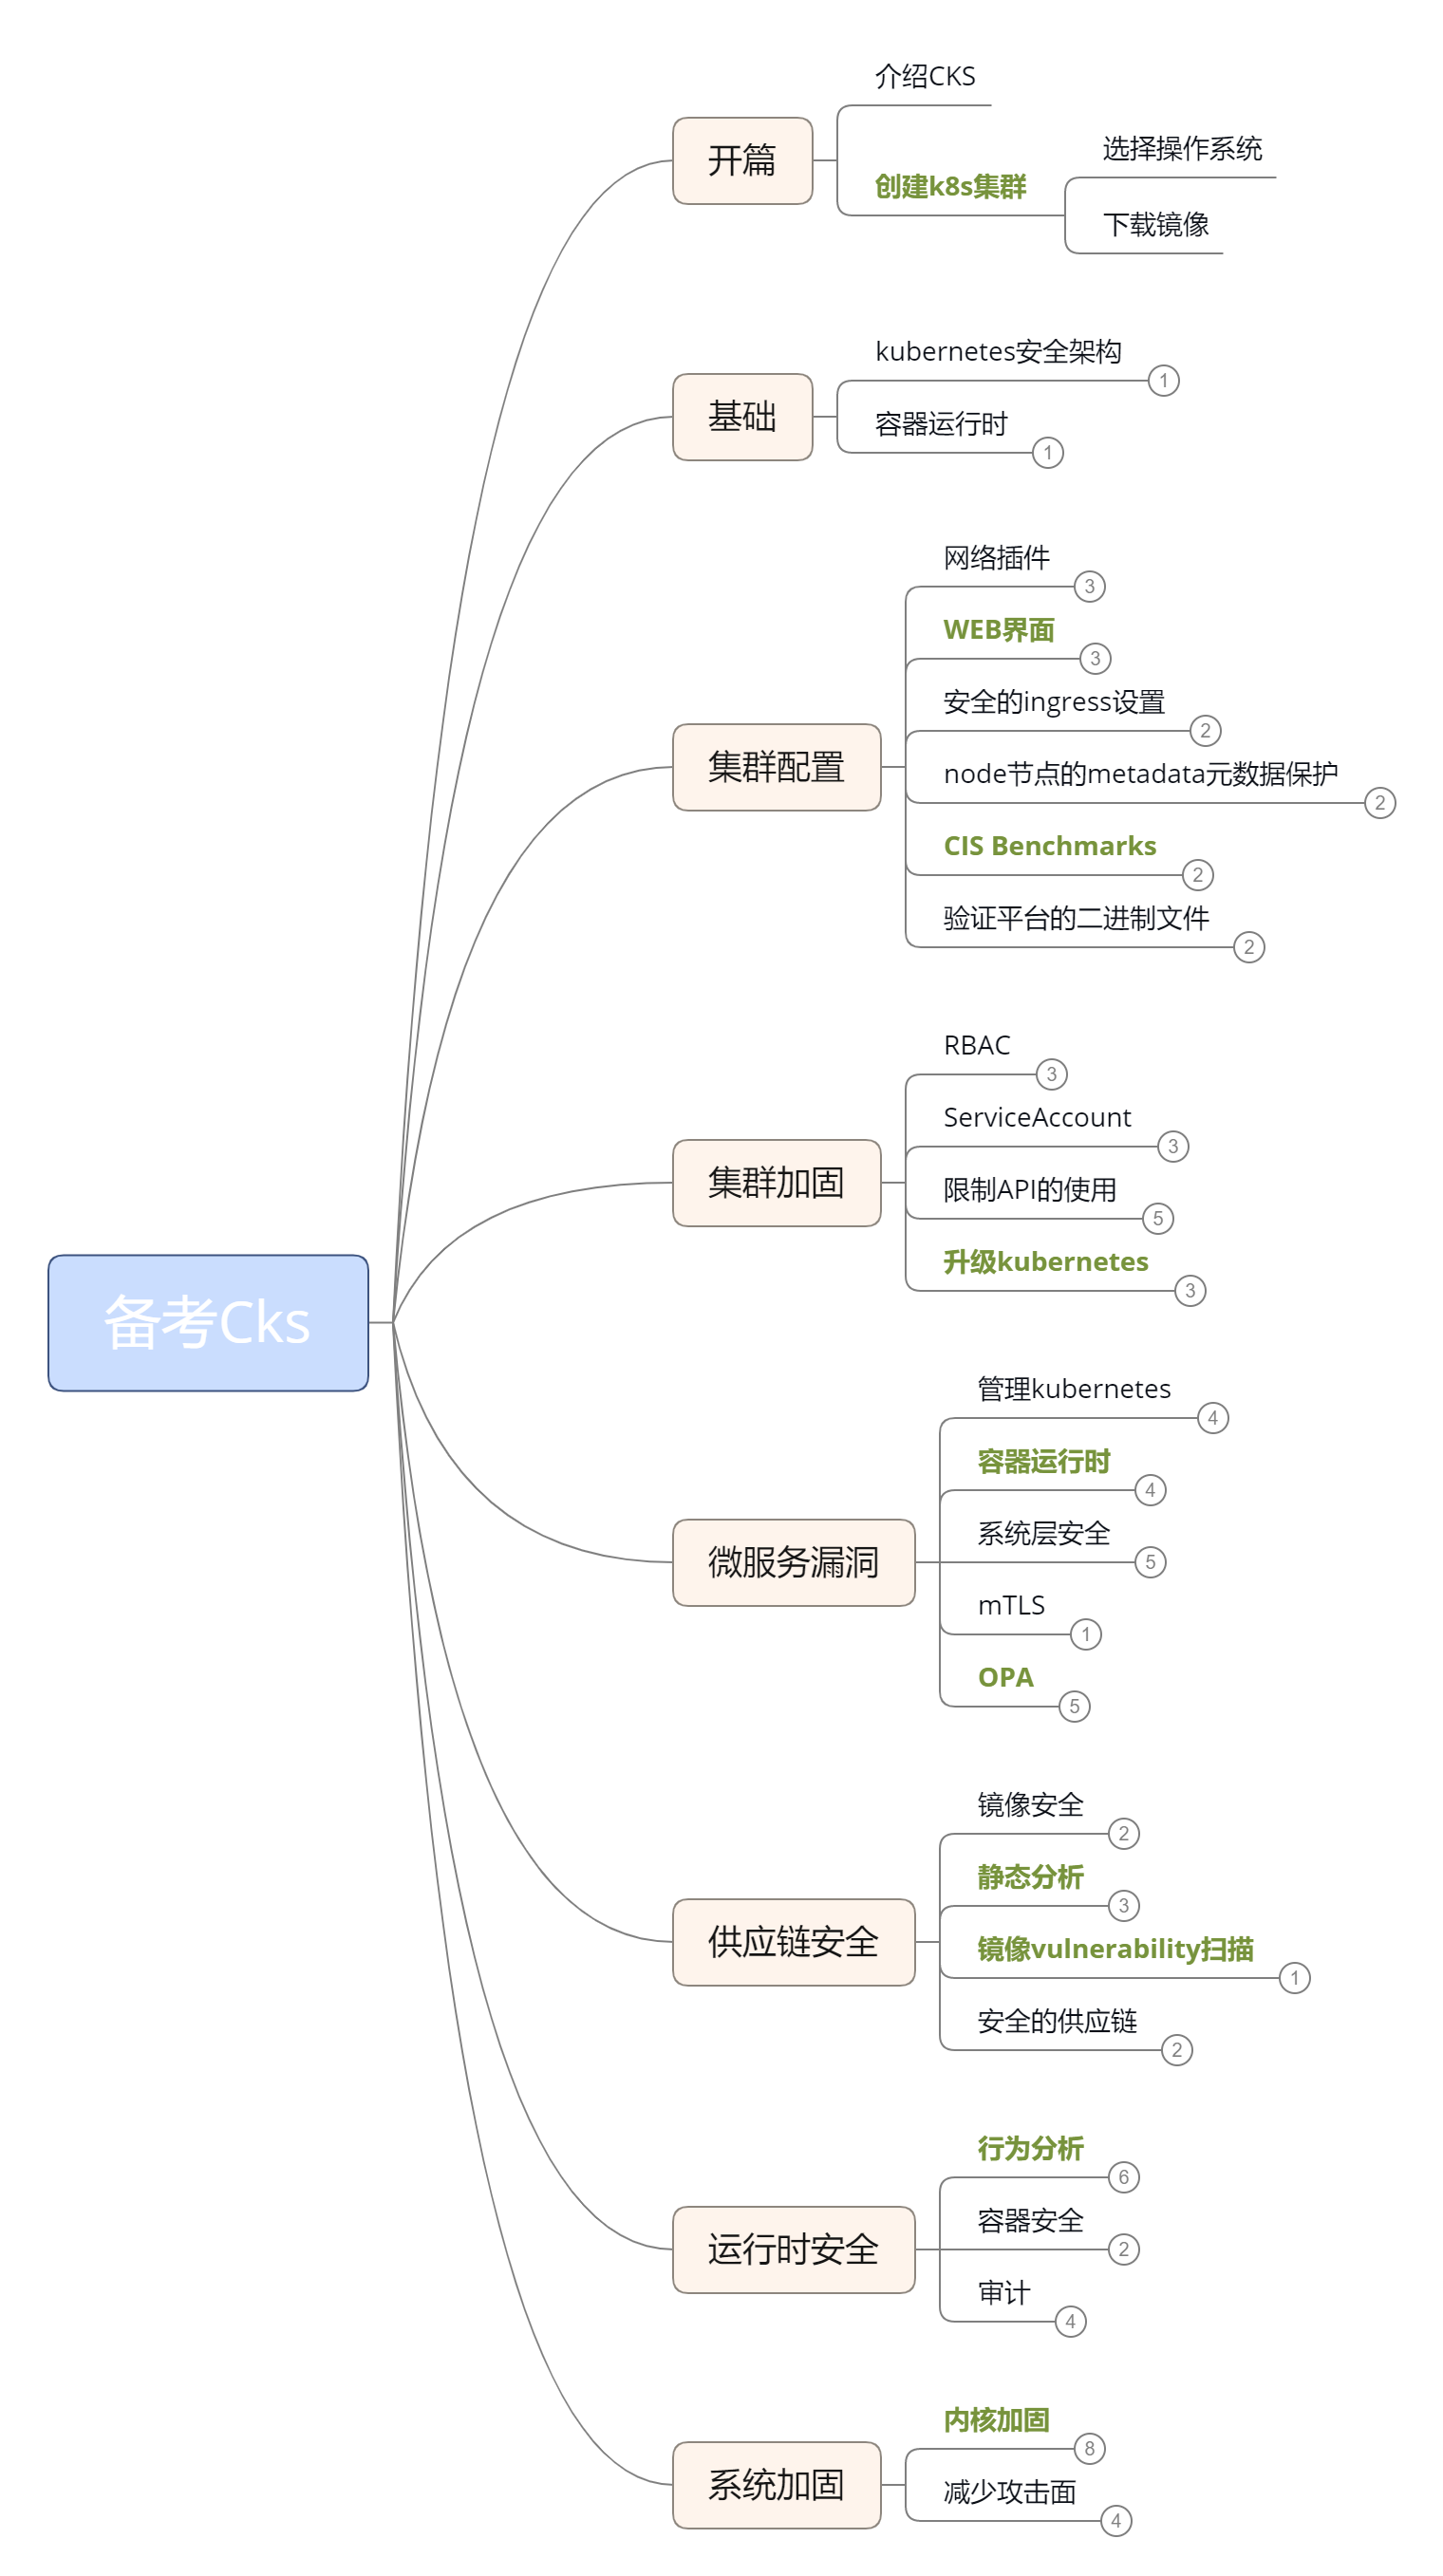 介绍CKS
选择操作系统
开篇
创建k8s集群
下载镜像
kubernetes安全架构
1
基础
容器运行时
1
网络插件
3
WEB界面
3
安全的ingress设置
2
集群配置
node节点的metadata元数据保护
2
CIS Benchmarks
2
验证平台的二进制文件
2
RBAC
3
ServiceAccount
3
集群加固
限制API的使用
5
升级kubernetes
3
备考Cks
管理kubernetes
4
容器运行时
4
微服务漏洞
系统层安全
5
mTLS
1
OPA
5
镜像安全
2
静态分析
3
供应链安全
镜像vulnerability扫描
1
安全的供应链
2
行为分析
6
运行时安全
容器安全
2
审计
4
内核加固
8
系统加固
减少攻击面
4